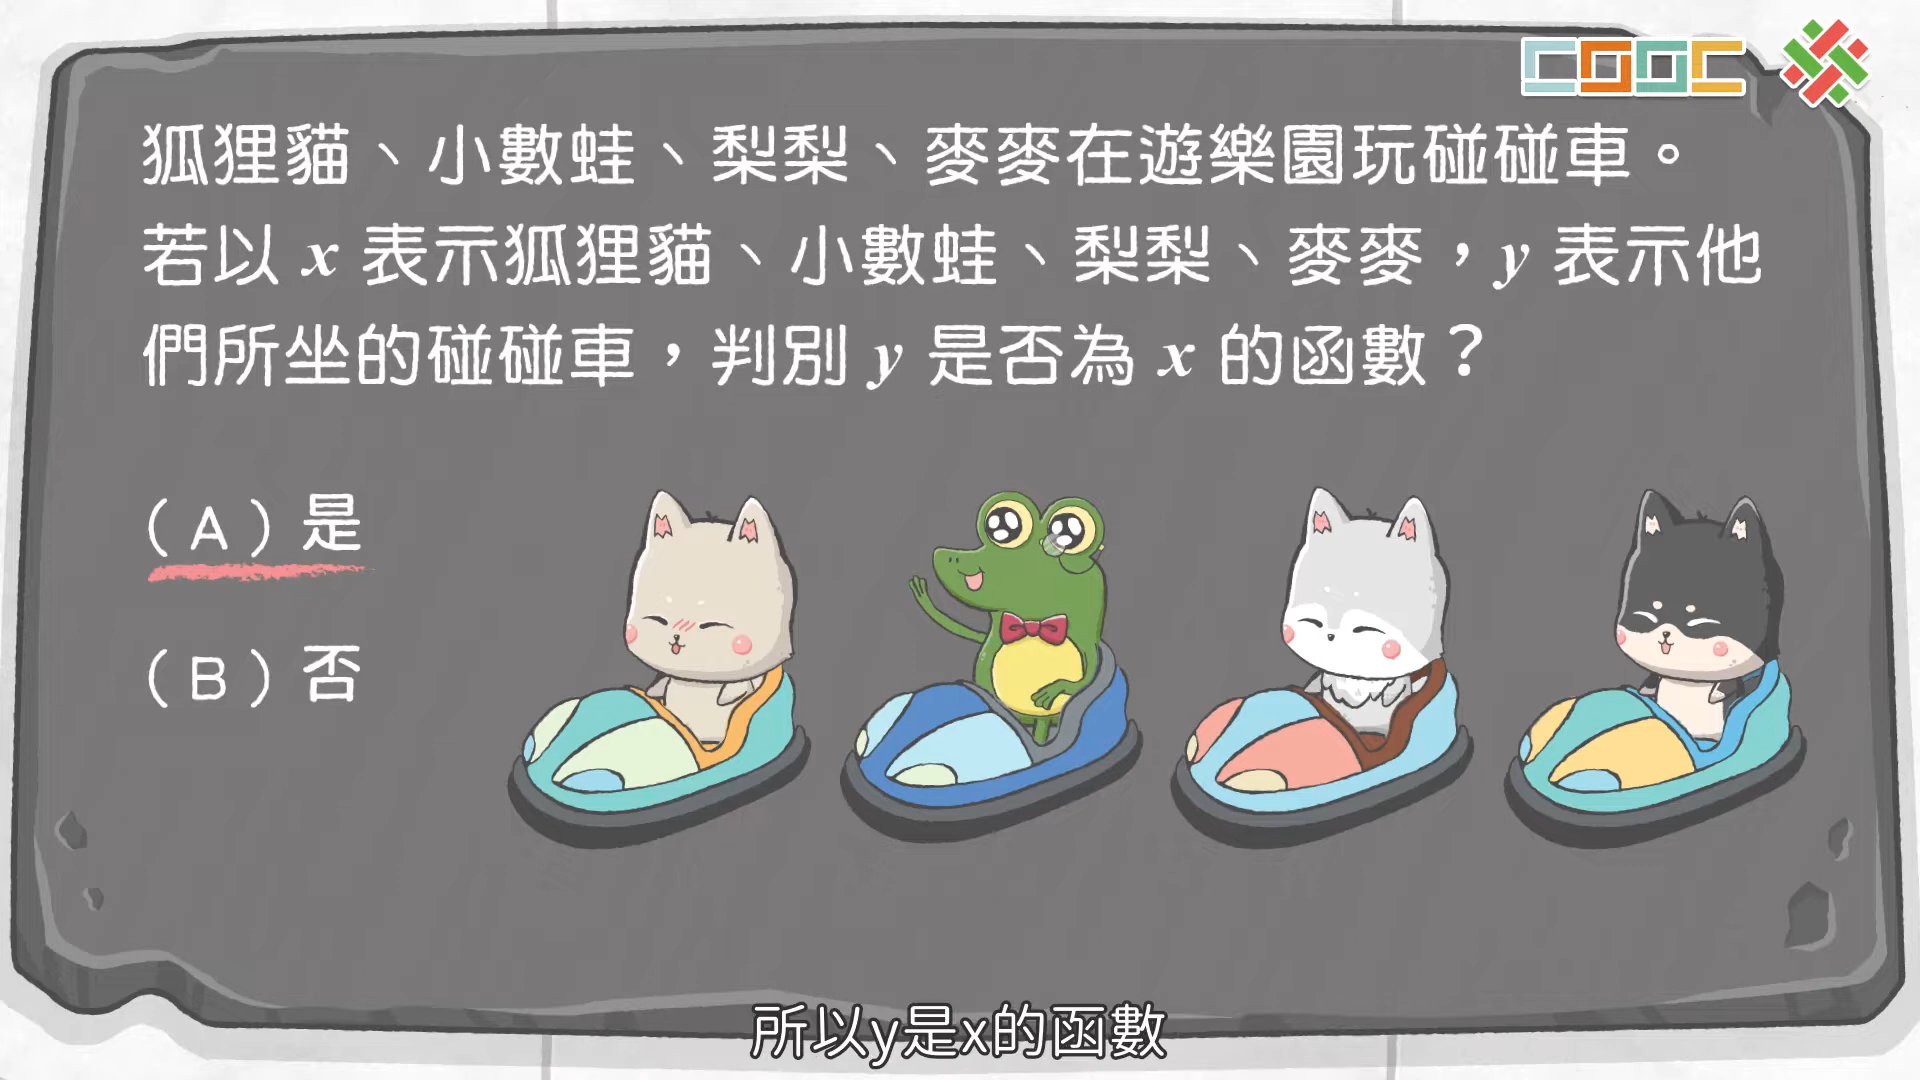 COOC
狐狸貓、小數蛙、梨梨、麥麥在遊樂園玩碰碰車。
若以 x 表示狐狸貓、小數蛙、梨梨、麥麥，y 表示他
們所坐的碰碰車，判別 y 是否為 x 的函數？
（A）是
（B）否
所以y是x的函數